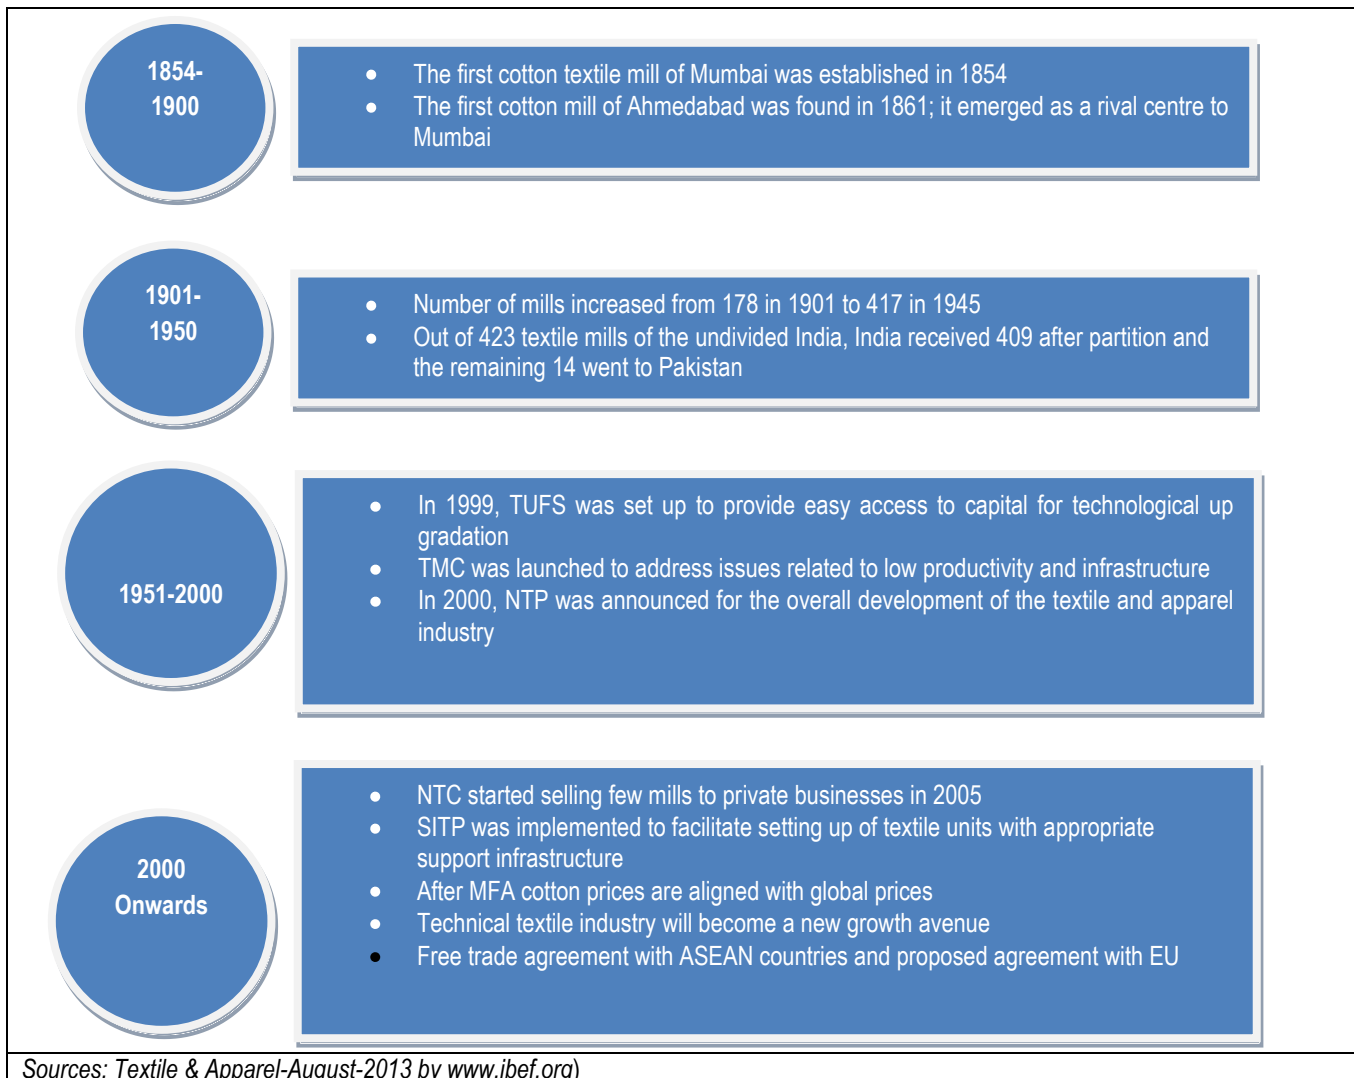 1854-
1900
• The first cotton textile mill of Mumbai was established in 1854
• The first cotton mill of Ahmedabad was found in 1861; it emerged as a rival centre to
Mumbai
1901-
1950
• Number of mills increased from 178 in 1901 to 417 in 1945
• Out of 423 textile mills of the undivided India, India received 409 after partition and
the remaining 14 went to Pakistan
1951-2000
• In 1999, TUFS was set up to provide easy access to capital for technological up
gradation
• TMC was launched to address issues related to low productivity and infrastructure
• In 2000, NTP was announced for the overall development of the textile and apparel
industry
2000
Onwards
• NTC started selling few mills to private businesses in 2005
• SITP was implemented to facilitate setting up of textile units with appropriate
support infrastructure
• After MFA cotton prices are aligned with global prices
• Technical textile industry will become a new growth avenue
• Free trade agreement with ASEAN countries and proposed agreement with EU
Sources: Textile & Apparel-August-2013 by www.ibef.org)